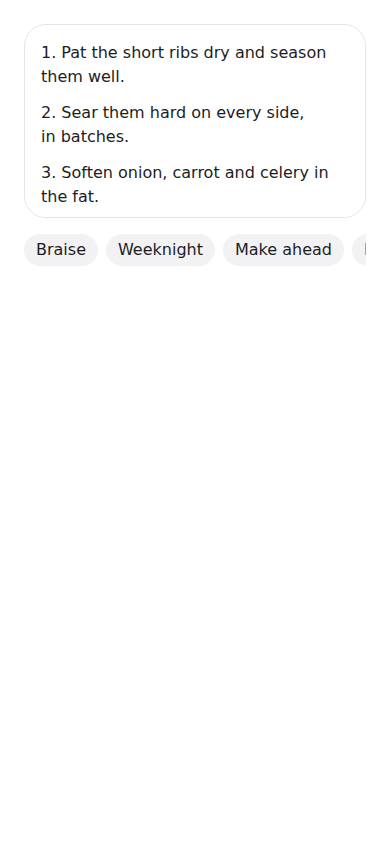 1. Pat the short ribs dry and season
them well.
2. Sear them hard on every side,
in batches.
3. Soften onion, carrot and celery in
the fat.
Braise
Weeknight
Make ahead